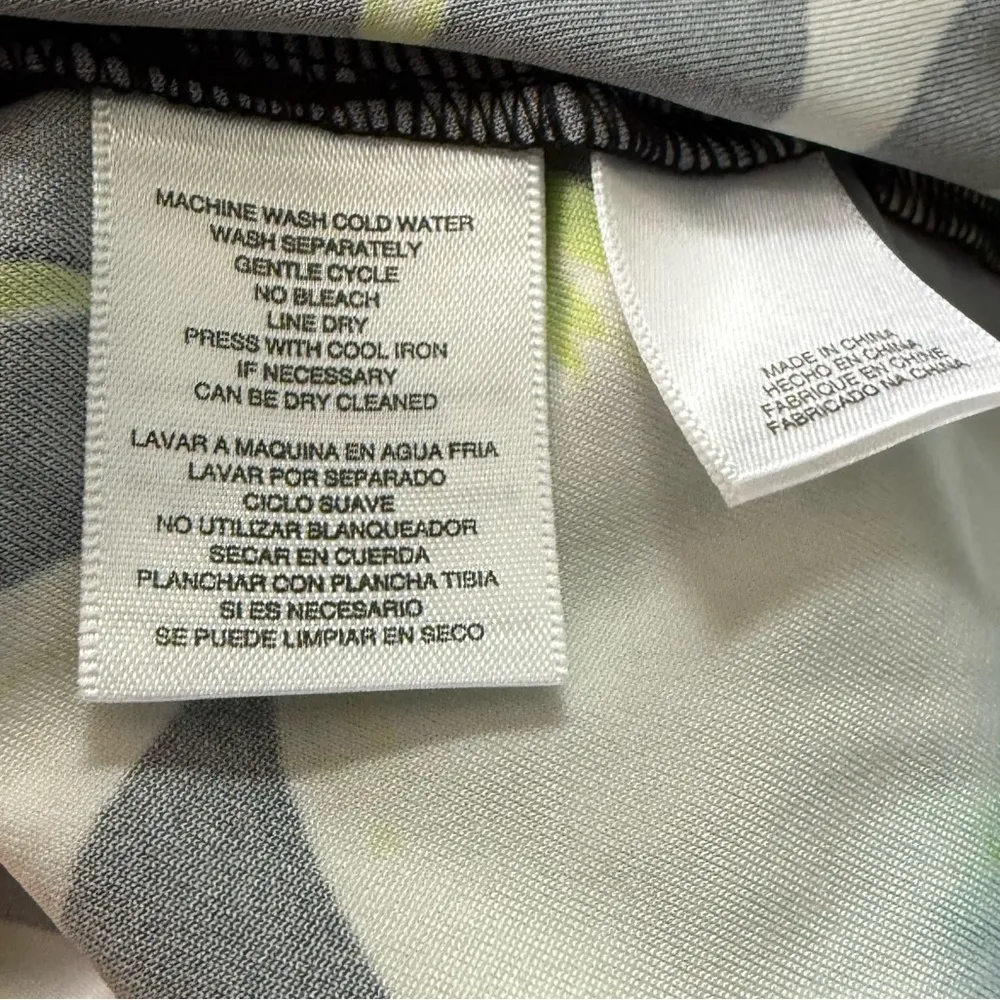 MACHINE WASH COLD WATER
WASH SEPARATELY
GENTLE CYCLE
NO BLEACH
LINE DRY
PRESS WITH COOL IRON
IF NECESSARY
CAN BE DRY CLEANED
LAVAR A MAQUINA EN AGUA FRIA
LAVAR POR SEPARADO
CICLO SUAVE
NO UTILIZAR BLANQUEADOR
SECAR EN CUERDA
PLANCHAR CON PLANCHA TIBIA
SI ES NECESARIO
SE PUEDE LIMPIAR EN SECO
MADE IN CHINA
HECHO EN CHINA
FABRIQUE EN CHINE
FABRICADO NA CHINA